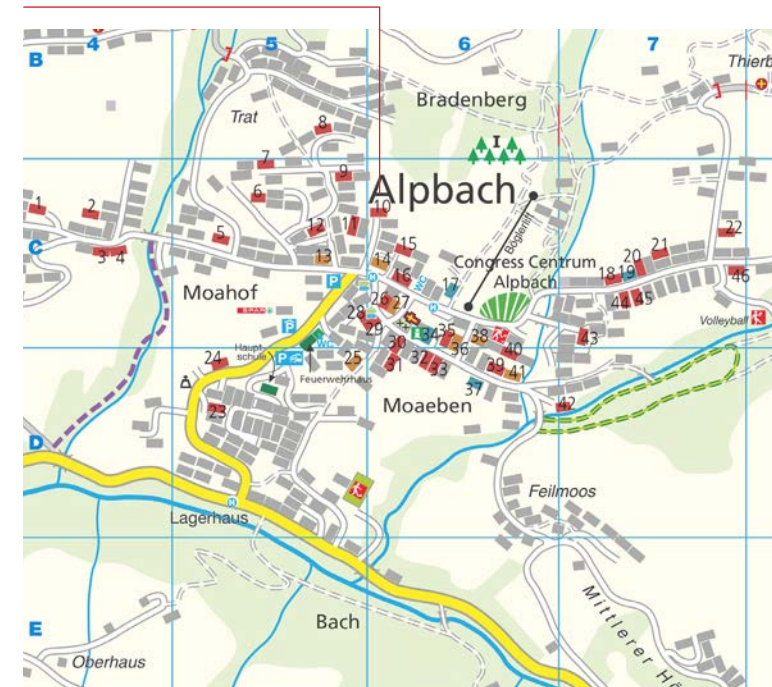 4
5
6
7
B
Thierb
Bradenberg
Trat
8
I
7
9
6
Alpbach
1
2
10
22
12
11
5
15
Böglerlift
C
3
4
13
14
21
20
Congress Centrum
Alpbach
16
WC
17
18
19
46
P
H
Moahof
26
27
44
45
SPAR
28
H
Volleyball
P
29
i
34
35
38
43
WC
30
36
40
Haupt-
schule
24
P
25
32
39
Feuerwehrhaus
31
33
41
37
23
Moaeben
42
D
Feilmoos
H
Lagerhaus
Mittlerer Hö
Bach
E
Oberhaus